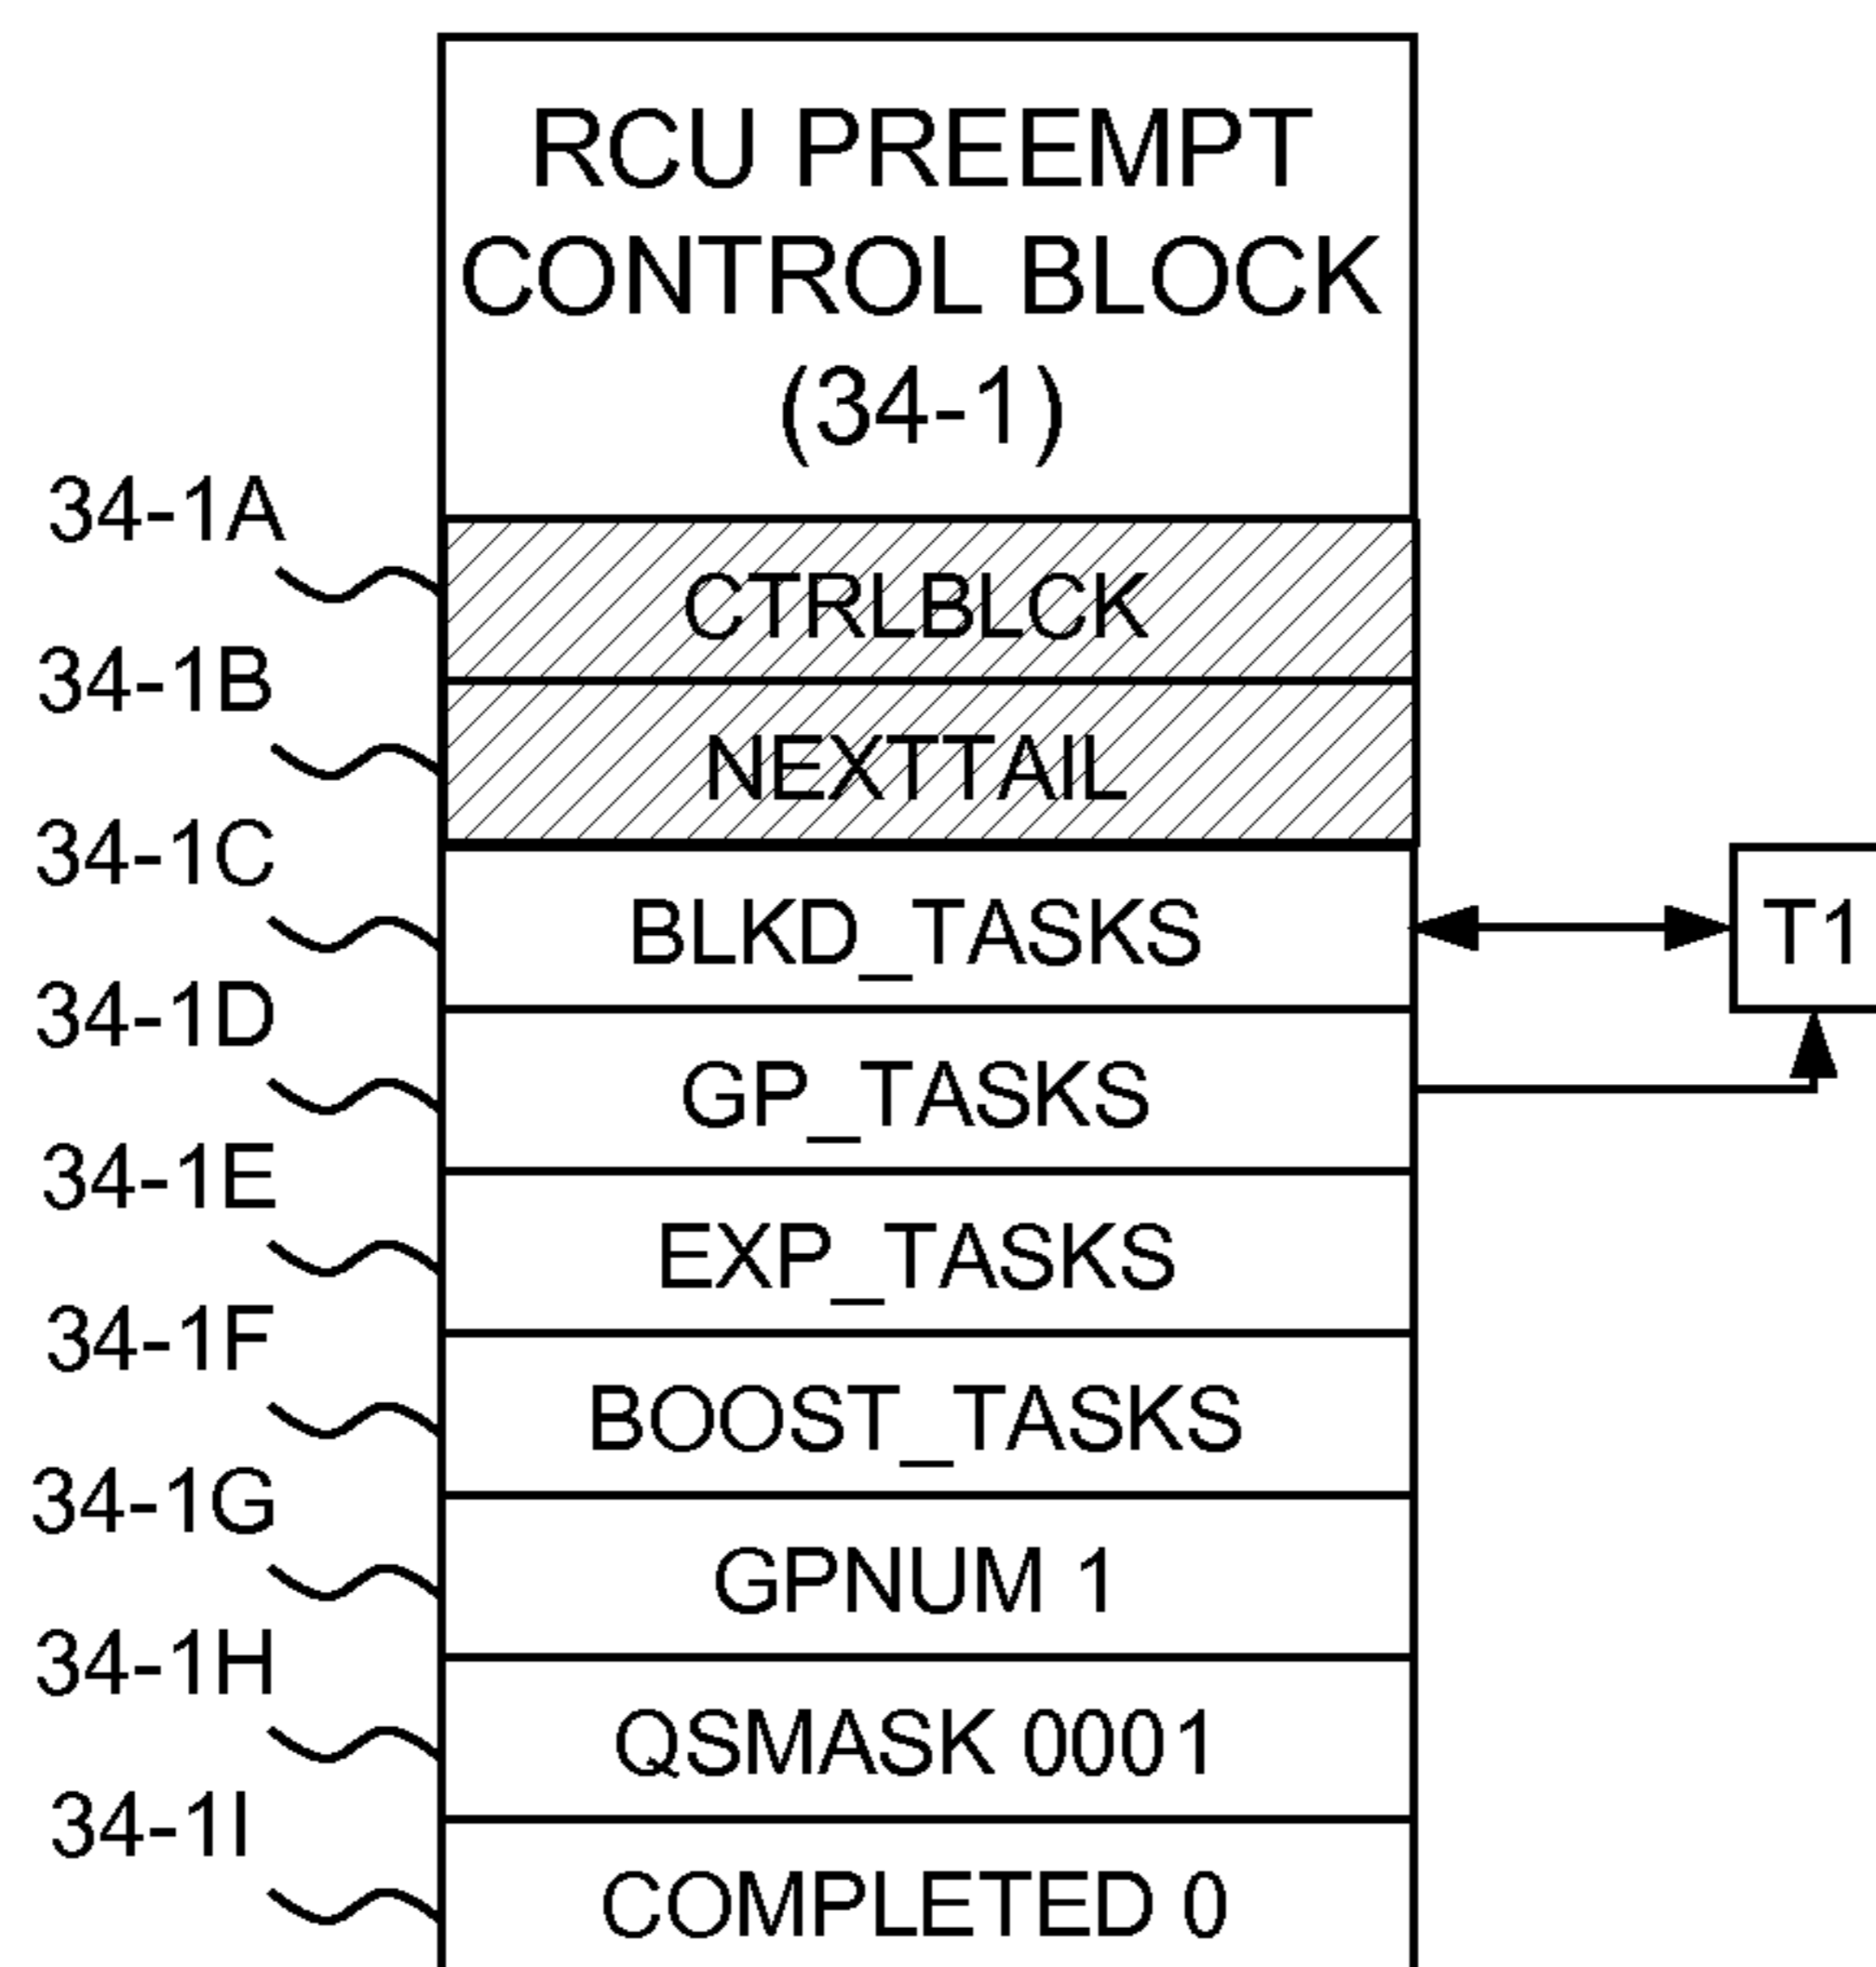 RCU PREEMPT
CONTROL BLOCK
(34-1)
34-1A
CTRLBLCK
34-1B
NEXTTAIL
34-1C
BLKD_TASKS
T1
34-1D
GP_TASKS
34-1E
EXP_TASKS
34-1F
BOOST_TASKS
34-1G
GPNUM 1
34-1H
QSMASK 0001
34-1I
COMPLETED 0